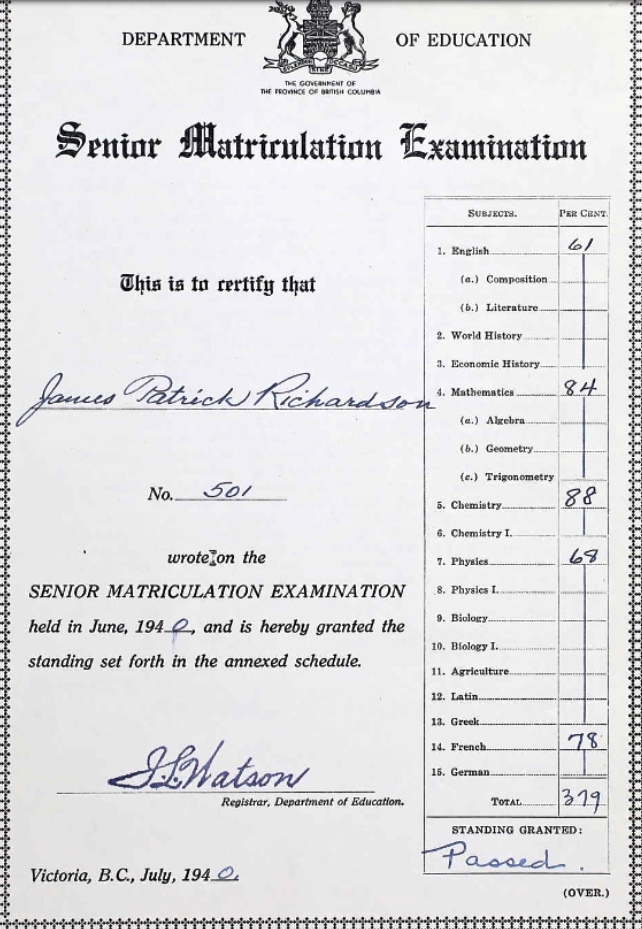 DEPARTMENT OF EDUCATION
THE GOVERNMENT OF
THE PROVINCE OF BRITISH COLUMBIA
Senior Matriculation Examination
This is to certify that
James Patrick Richardson
No. 501
wrote on the
SENIOR MATRICULATION EXAMINATION
held in June, 1940, and is hereby granted the
standing set forth in the annexed schedule.
J.L. Watson
Registrar, Department of Education.
Victoria, B.C., July, 1940.
SUBJECTS. PER CENT.
1. English 61
(a.) Composition
(b.) Literature
2. World History
3. Economic History
4. Mathematics 84
(a.) Algebra
(b.) Geometry
(c.) Trigonometry
5. Chemistry 88
6. Chemistry I.
7. Physics 68
8. Physics I.
9. Biology
10. Biology I.
11. Agriculture
12. Latin
13. Greek
14. French 78
15. German
TOTAL 379
STANDING GRANTED:
Passed.
(OVER.)